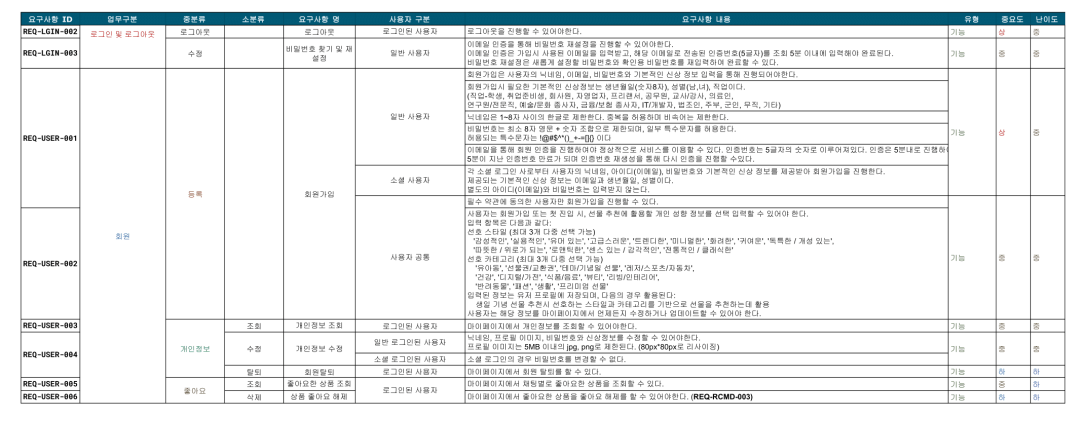 요구사항 ID 업무구분 중분류 소분류 요구사항 명 사용자 구분 요구사항 내용 유형 중요도 난이도
REQ-LGIN-002 로그인 및 로그아웃 로그아웃 로그아웃 로그인된 사용자 로그아웃을 진행할 수 있어야한다. 기능 상 중
REQ-LGIN-003 수정 비밀번호 찾기 및 재설정 일반 사용자 기능 중 중
이메일 인증을 통해 비밀번호 재설정을 진행할 수 있어야한다.
이메일 인증은 가입시 사용된 이메일을 입력받고, 해당 이메일로 전송된 인증번호(5글자)를 조회 5분 이내에 입력해야 완료된다.
비밀번호 재설정은 새롭게 설정할 비밀번호와 확인용 비밀번호를 재입력하여 완료할 수 있다.
REQ-USER-001 회원 등록 회원가입 일반 사용자 기능 상 중
회원가입은 사용자의 닉네임, 이메일, 비밀번호와 기본적인 신상 정보 입력을 통해 진행되어야한다.
회원가입시 필요한 기본적인 신상정보는 생년월일(숫자8자), 성별(남,녀), 직업이다.
(직업-학생, 취업준비생, 회사원, 자영업자, 프리랜서, 공무원, 교사/강사, 의료인,
연구원/전문직, 예술/문화 종사자, 금융/보험 종사자, IT/개발자, 법조인, 주부, 군인, 무직, 기타)
닉네임은 1~8자 사이의 한글로 제한한다. 중복을 허용하며 비속어는 제한한다.
비밀번호는 최소 8자 영문 + 숫자 조합으로 제한되며, 일부 특수문자를 허용한다.
허용되는 특수문자는 !@#$^*()_+-=[]{} 이다
이메일을 통해 회원 인증을 진행하여야 정상적으로 서비스를 이용할 수 있다. 인증번호는 5글자의 숫자로 이루어져있다. 인증은 5분내로 진행하
5분이 지난 인증번호 만료가 되며 인증번호 재생성을 통해 다시 인증을 진행할 수있다.
소셜 사용자
각 소셜 로그인 사로부터 사용자의 닉네임, 아이디(이메일), 비밀번호와 기본적인 신상 정보를 제공받아 회원가입을 진행한다.
제공되는 기본적인 신상 정보는 이메일과 생년월일, 성별이다.
별도의 아이디(이메일)와 비밀번호는 입력받지 않는다.
사용자 공통
필수 약관에 동의한 사용자만 회원가입을 진행할 수 있다.
REQ-USER-002 기능 중 중
사용자는 회원가입 또는 첫 진입 시, 선물 추천에 활용할 개인 성향 정보를 선택 입력할 수 있어야 한다.
입력 항목은 다음과 같다:
선호 스타일 (최대 3개 다중 선택 가능)
'감성적인', '실용적인', '유머 있는', '고급스러운', '트렌디한', '미니멀한', '화려한', '귀여운', '독특한 / 개성 있는',
'따뜻한 / 위로가 되는', '로맨틱한', '센스 있는 / 감각적인', '전통적인 / 클래식한'
선호 카테고리 (최대 3개 다중 선택 가능)
'유아동', '선물권/교환권', '테마/기념일 선물', '레저/스포츠/자동차',
'건강', '디지털/가전', '식품/음료', '뷰티', '리빙/인테리어',
'반려동물', '패션', '생활', '프리미엄 선물'
입력된 정보는 유저 프로필에 저장되며, 다음의 경우 활용된다:
생일 기념 선물 추천시 선호하는 스타일과 카테고리를 기반으로 선물을 추천하는데 활용
사용자는 해당 정보를 마이페이지에서 언제든지 수정하거나 업데이트할 수 있어야 한다.
REQ-USER-003 개인정보 조회 개인정보 조회 로그인된 사용자 마이페이지에서 개인정보를 조회할 수 있어야한다. 기능 중 중
REQ-USER-004 수정 개인정보 수정 일반 로그인된 사용자 기능 중 중
닉네임, 프로필 이미지, 비밀번호와 신상정보를 수정할 수 있어야한다.
프로필 이미지는 5MB 이내의 jpg, png로 제한된다. (80px*80px로 리사이징)
소셜 로그인된 사용자 소셜 로그인의 경우 비밀번호를 변경할 수 없다.
탈퇴 회원탈퇴 로그인된 사용자 마이페이지에서 회원 탈퇴를 할 수 있다. 기능 하 하
REQ-USER-005 좋아요 조회 좋아요한 상품 조회 로그인된 사용자 마이페이지에서 채팅별로 좋아요한 상품을 조회할 수 있다. 기능 중 하
REQ-USER-006 삭제 상품 좋아요 해제 마이페이지에서 좋아요한 상품을 좋아요 해제를 할 수 있어야한다. (REQ-RCMD-003) 기능 하 하